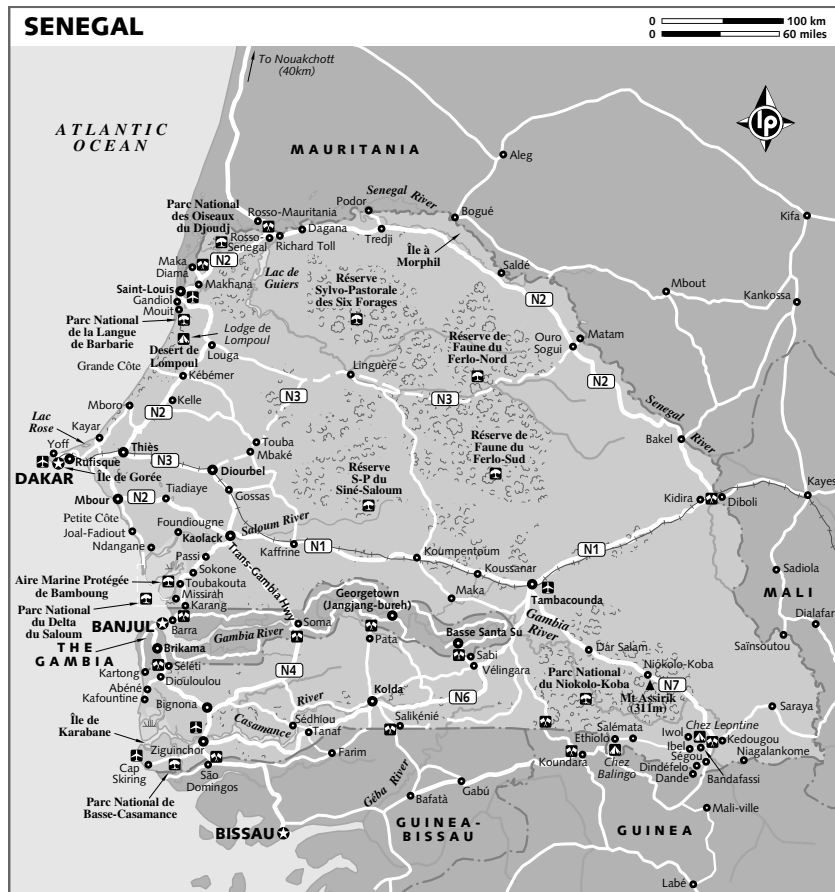 SENEGAL
0 100 km
0 60 miles
To Nouakchott
(40km)
ATLANTIC
OCEAN
lp
MAURITANIA
Aleg
Senegal River
Podor
Parc National
des Oiseaux
du Djoudj
Rosso-Mauritania
Bogué
Kifa
Dagana
Rosso-
Senegal
Richard Toll
Tredji
Île à
Morphil
Maka
Diama
N2
Lac de
Guiers
Saldé
Makhana
Réserve
Sylvo-Pastorale
des Six Forages
Mbout
Saint-Louis
Gandiol
Mouit
N2
Kankossa
Parc National
de la Langue
de Barbarie
Lodge de
Lompoul
Réserve de
Faune du
Ferlo-Nord
Ouro
Sogui
Matam
Desert de
Lompoul
Louga
Grande Côte
Kébémer
Linguère
N2
N3
Kelle
N3
Mboro
N2
Senegal
River
Lac
Rose
Kayar
Touba
Mbaké
Réserve de
Faune du
Ferlo-Sud
Bakel
Yoff
Thiès
N3
Rufisque
DAKAR
Île de Gorée
Diourbel
Réserve
S-P du
Siné-Saloum
Kayes
Mbour
N2
Tiadiaye
Gossas
Kidira
Diboli
Petite Côte
Joal-Fadiout
Foundiougne
Saloum River
Ndangane
Kaolack
Kaffrine
N1
Koumpentoum
N1
Passi
Trans-Gambia Hwy
Koussanar
Sadiola
Sokone
Aire Marine Protégée
de Bamboung
Toubakouta
Georgetown
(Jangjang-bureh)
Tambacounda
MALI
Missirah
Maka
Parc National
du Delta
du Saloum
Karang
Dialafara
BANJUL
Barra
Gambia River
Soma
Gambia
River
Basse Santa Su
Saïnsoutou
THE
GAMBIA
Brikama
Pata
Dar Salam
Sabi
Séléti
N4
Vélingara
Niokolo-Koba
Kartong
Diouloulou
Parc National
du Niokolo-Koba
N7
Abéné
Kafountine
Kolda
N6
Mt Assirik
(311m)
Bignona
Casamance
River
Saraya
Sédhiou
Salikénié
Île de
Karabane
Tanaf
Salémata
Iwol
Chez Leontine
Ziguinchor
Ethiolo
Kedougou
Farim
Ibel
Ségou
Niagalankome
Cap
Skiring
São
Domingos
Koundara
Chez
Balingo
Dindéfelo
Dande
Bandafassi
Géba River
Gabú
Parc National de
Basse-Casamance
Bafatà
Mali-ville
BISSAU
GUINEA-
BISSAU
GUINEA
Labé